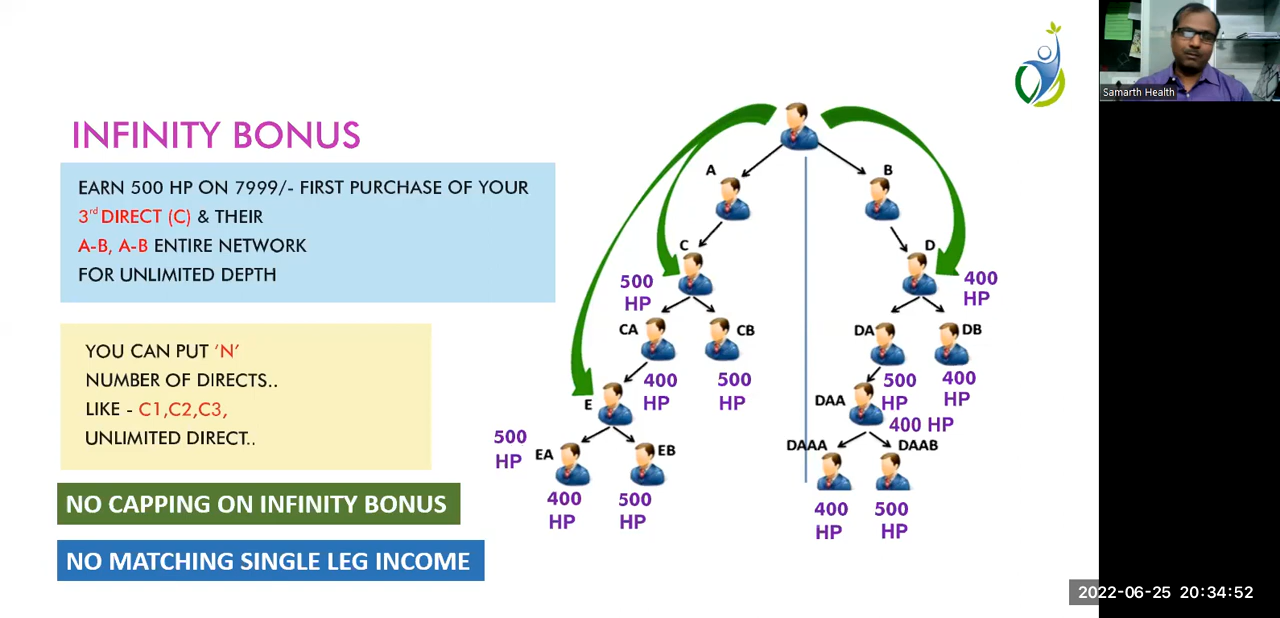 Samarth Health
INFINITY BONUS
EARN 500 HP ON 7999/- FIRST PURCHASE OF YOUR
3rd DIRECT (C) & THEIR
A-B, A-B ENTIRE NETWORK
FOR UNLIMITED DEPTH
YOU CAN PUT 'N'
NUMBER OF DIRECTS..
LIKE - C1,C2,C3,
UNLIMITED DIRECT..
NO CAPPING ON INFINITY BONUS
NO MATCHING SINGLE LEG INCOME
A
B
C
D
500
HP
400
HP
CA
CB
DA
DB
400
HP
500
HP
500
HP
400
HP
E
DAA
400 HP
500
HP
EA
EB
DAAA
DAAB
400
HP
500
HP
400
HP
500
HP
2022-06-25 20:34:52